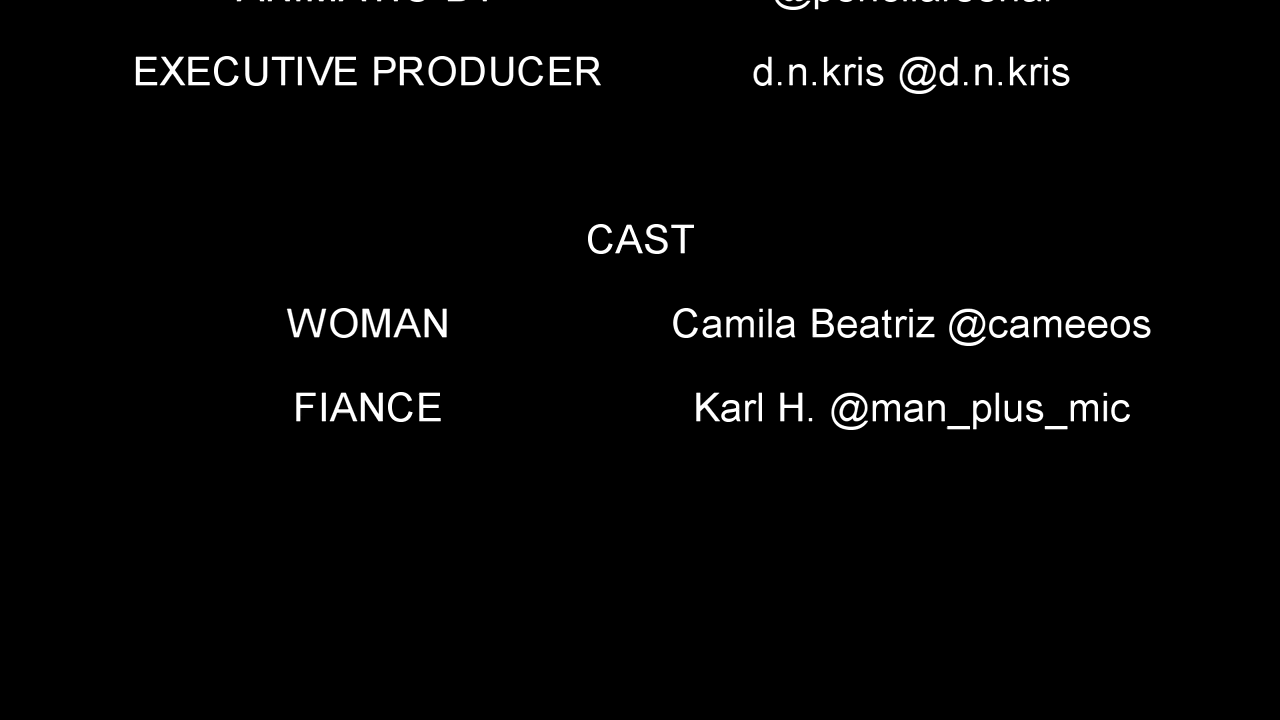 EXECUTIVE PRODUCER d.n.kris @d.n.kris
CAST
WOMAN Camila Beatriz @cameeos
FIANCE Karl H. @man_plus_mic